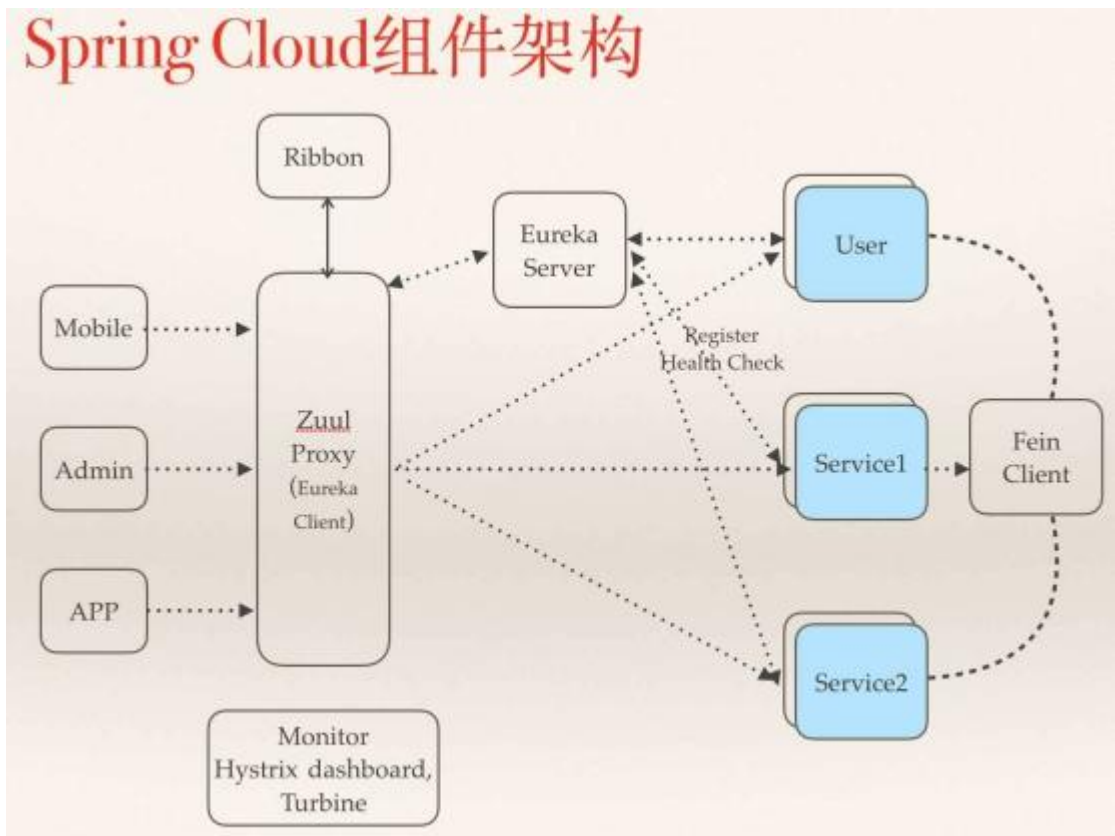 Spring Cloud组件架构
Ribbon
Eureka
Server
User
Mobile
Register
Health Check
Zuul
Proxy
(Eureka
Client)
Admin
Service1
Fein
Client
APP
Service2
Monitor
Hystrix dashboard,
Turbine